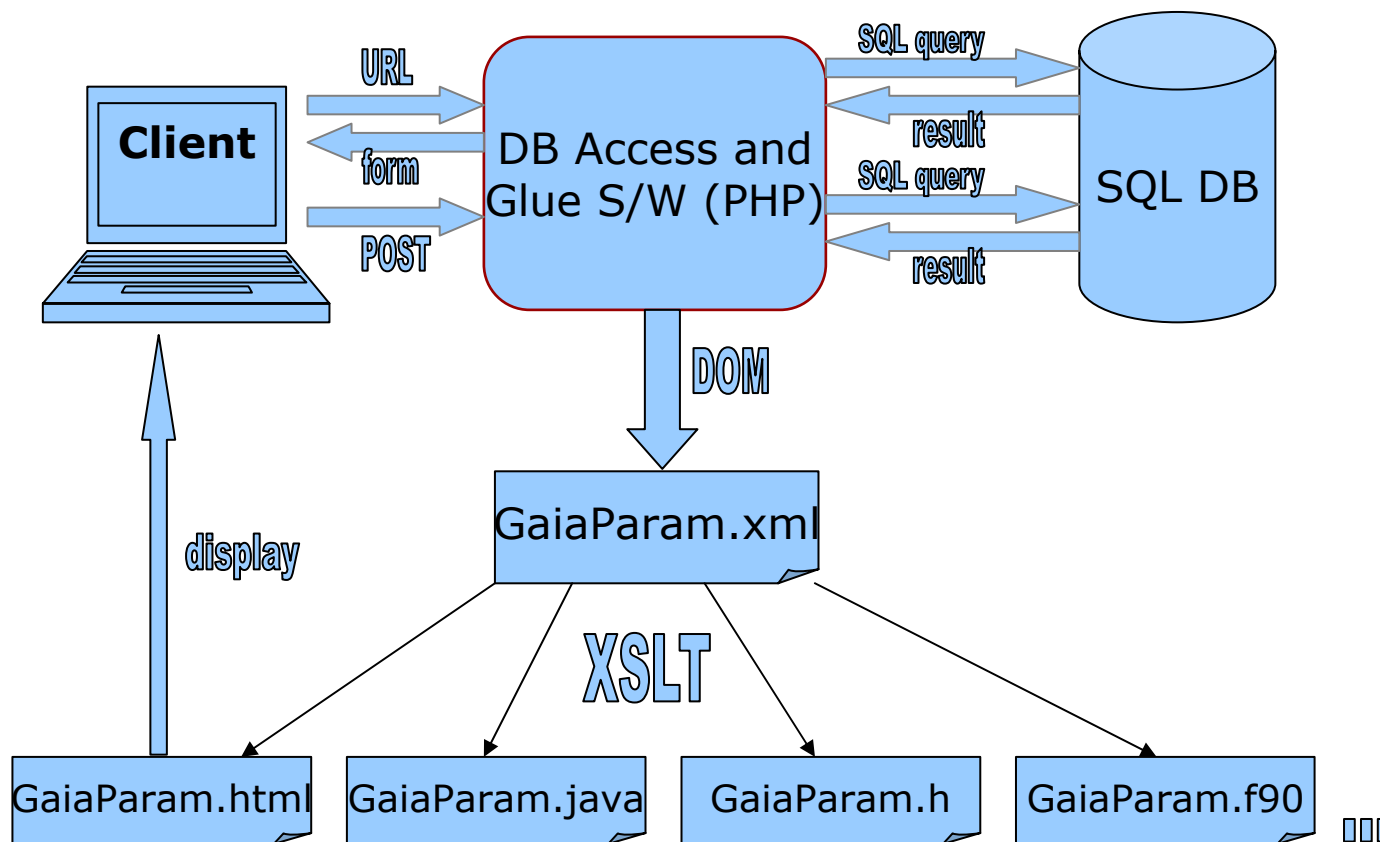 Client
URL
form
POST
DB Access and
Glue S/W (PHP)
SQL query
result
SQL query
result
SQL DB
DOM
GaiaParam.xml
display
XSLT
GaiaParam.html
GaiaParam.java
GaiaParam.h
GaiaParam.f90
...